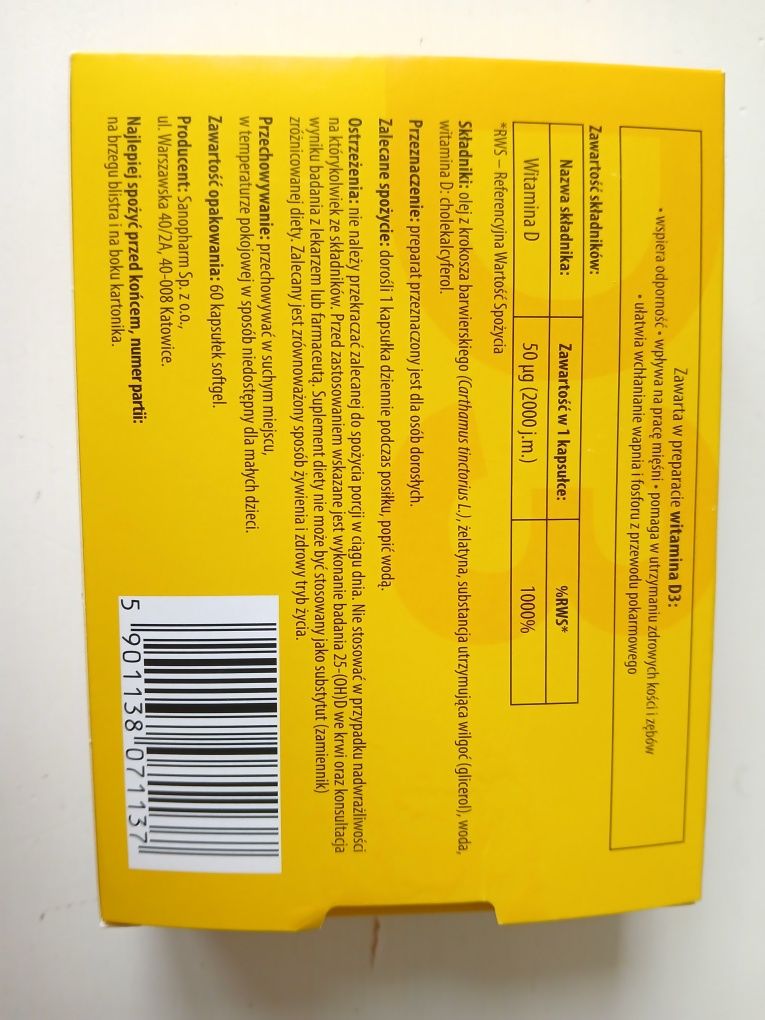 Zawarta w preparacie witamina D3:
• wspiera odporność • wpływa na pracę mięśni • pomaga w utrzymaniu zdrowych kości i zębów
• ułatwia wchłanianie wapnia i fosforu z przewodu pokarmowego
Zawartość składników:
Nazwa składnika: Zawartość w 1 kapsułce: %RWS*
Witamina D 50 µg (2000 j.m.) 1000%
*RWS – Referencyjna Wartość Spożycia
Składniki: olej z krokosza barwierskiego (Carthamus tinctorius L.), żelatyna, substancja utrzymująca wilgoć (glicerol), woda,
witamina D: cholekalcyferol.
Przeznaczenie: preparat przeznaczony jest dla osób dorosłych.
Zalecane spożycie: dorośli 1 kapsułka dziennie podczas posiłku, popić wodą.
Ostrzeżenia: nie należy przekraczać zalecanej do spożycia porcji w ciągu dnia. Nie stosować w przypadku nadwrażliwości
na którykolwiek ze składników. Przed zastosowaniem wskazane jest wykonanie badania 25-(OH)D we krwi oraz konsultacja
wyniku badania z lekarzem lub farmaceutą. Suplement diety nie może być stosowany jako substytut (zamiennik)
zróżnicowanej diety. Zalecany jest zrównoważony sposób żywienia i zdrowy tryb życia.
Przechowywanie: przechowywać w suchym miejscu,
w temperaturze pokojowej w sposób niedostępny dla małych dzieci.
Zawartość opakowania: 60 kapsułek softgel.
Producent: Sanopharm Sp. z o.o.,
ul. Warszawska 40/2A, 40-008 Katowice.
Najlepiej spożyć przed końcem, numer partii:
na brzegu blistra i na boku kartonika.
5 901138 071137